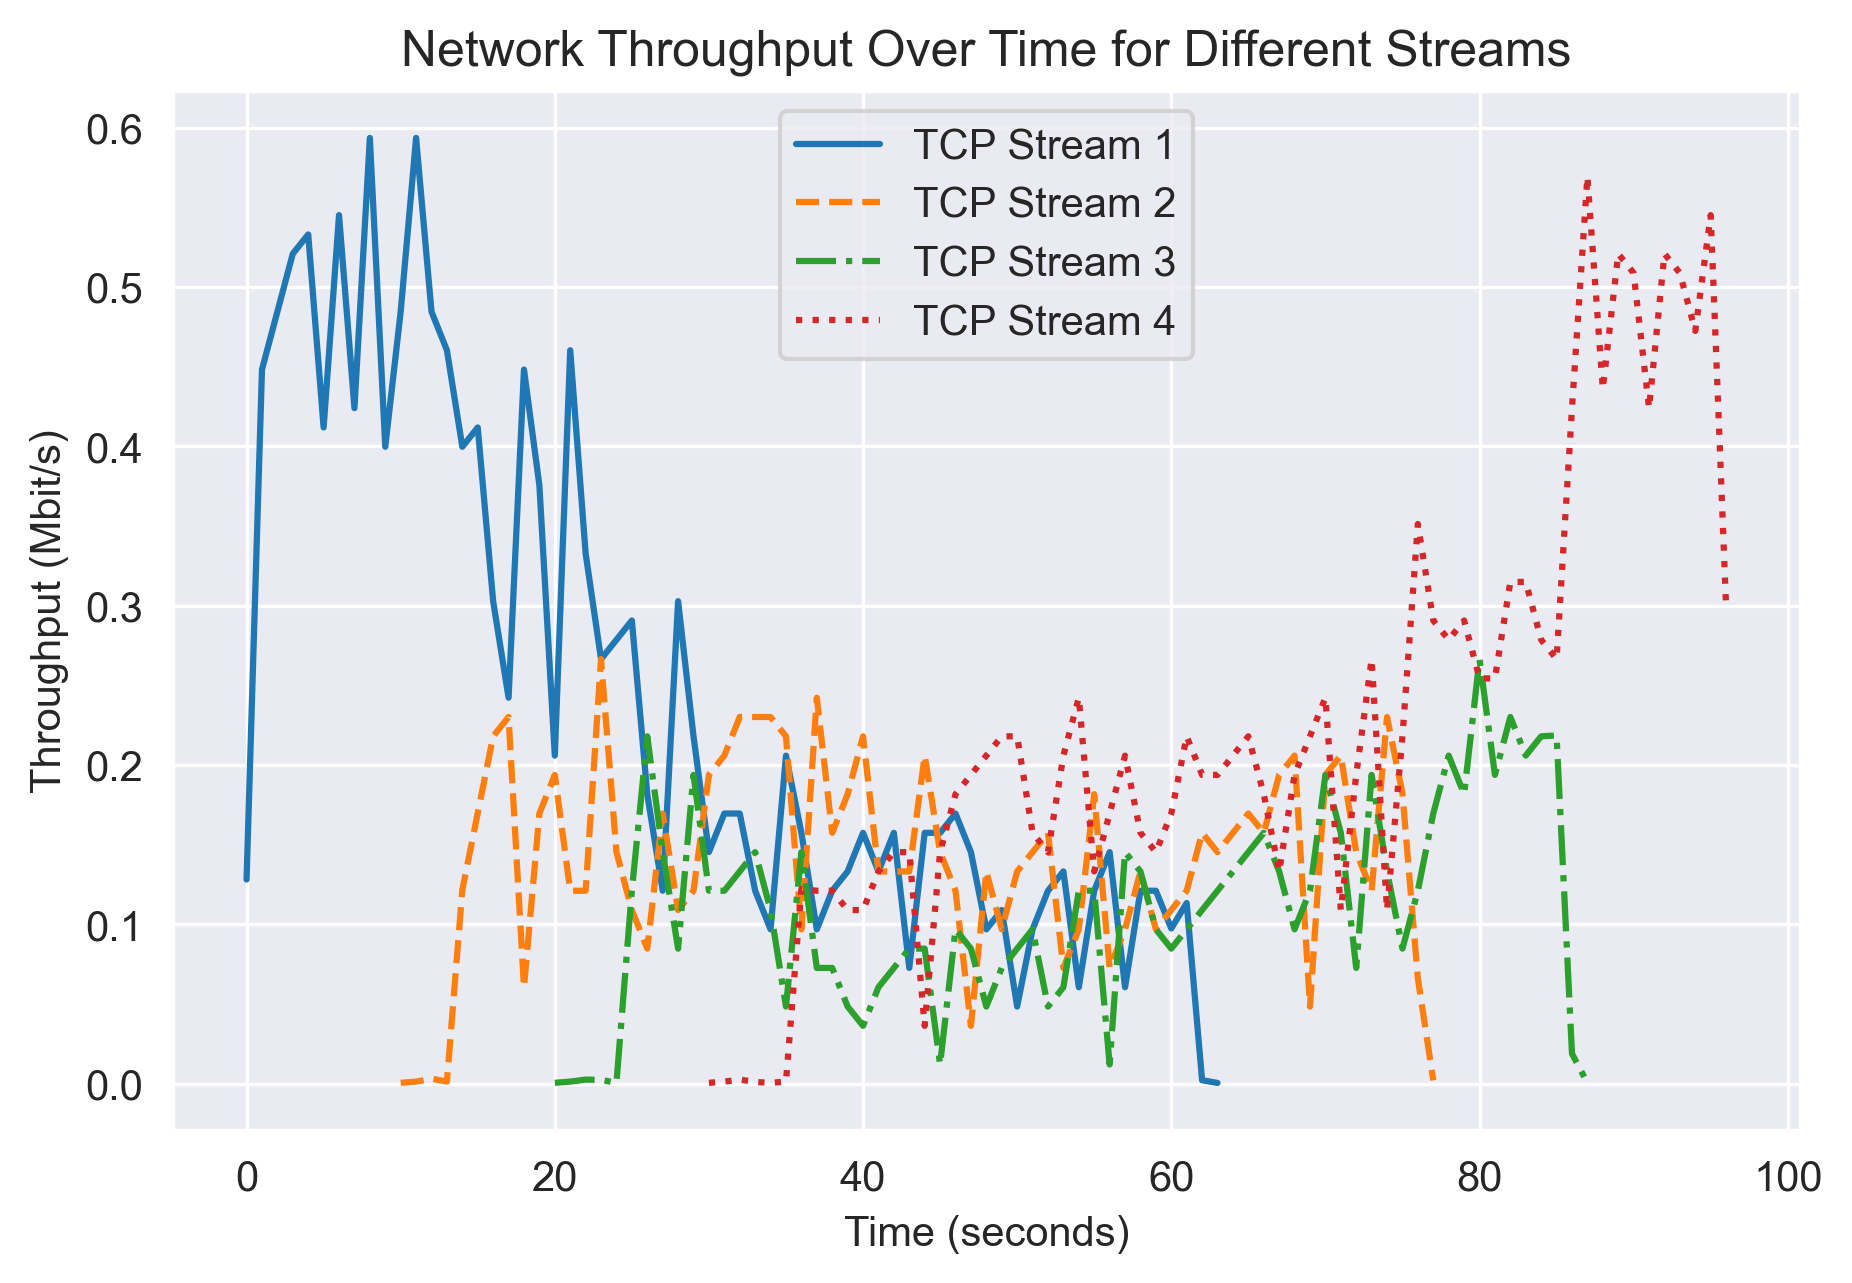 Network Throughput Over Time for Different Streams
TCP Stream 1
TCP Stream 2
TCP Stream 3
TCP Stream 4
Throughput (Mbit/s)
0.6
0.5
0.4
0.3
0.2
0.1
0.0
0 20 40 60 80 100
Time (seconds)